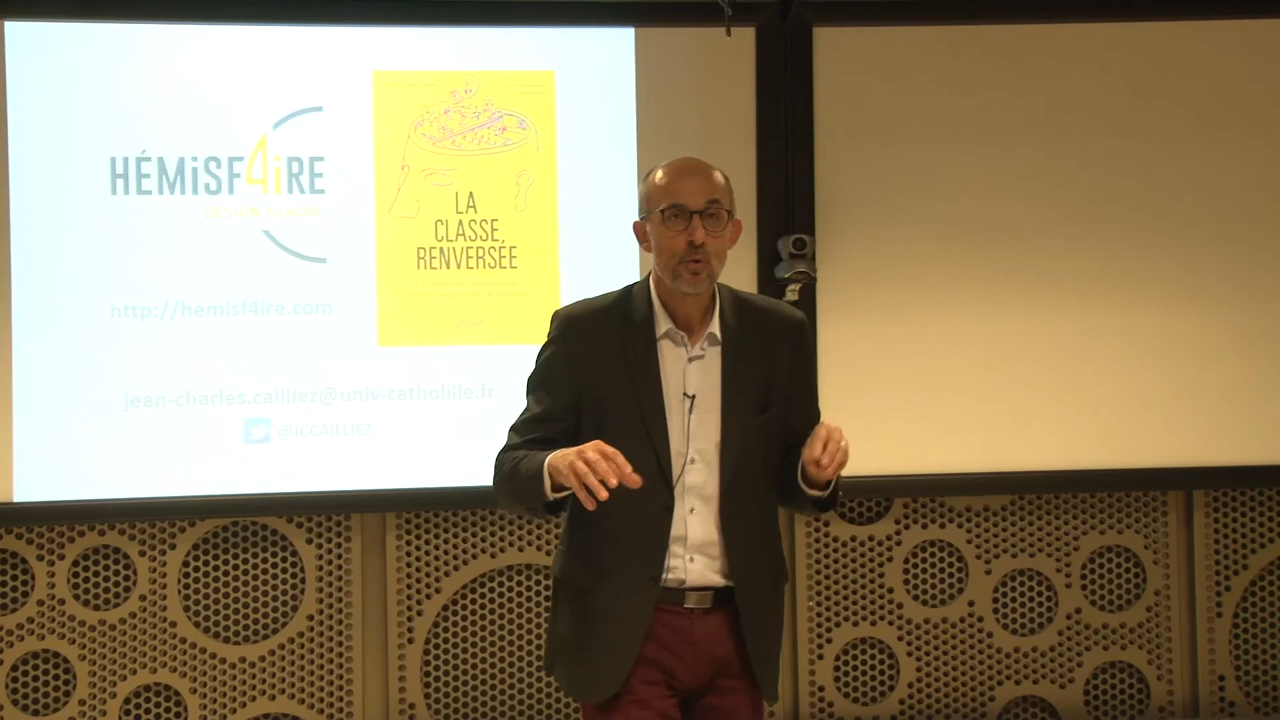 HÉMiSF4iRE
DESIGN SCHOOL
http://hemisf4ire.com
LA
CLASSE
RENVERSÉE
jean-charles.cailliez@univ-catholille.fr
@JCCAILLIEZ